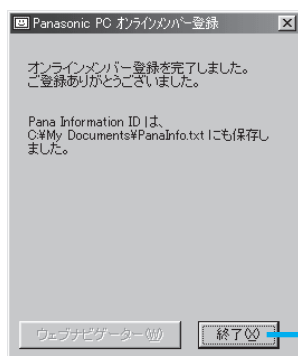 Panasonic PC オンラインメンバー登録
オンラインメンバー登録を完了しました。
ご登録ありがとうございました。
Pana Information ID は、
C:¥My Documents¥PanaInfo.txt にも保存し
ました。
ウェブナビゲーター(W)
終了(X)